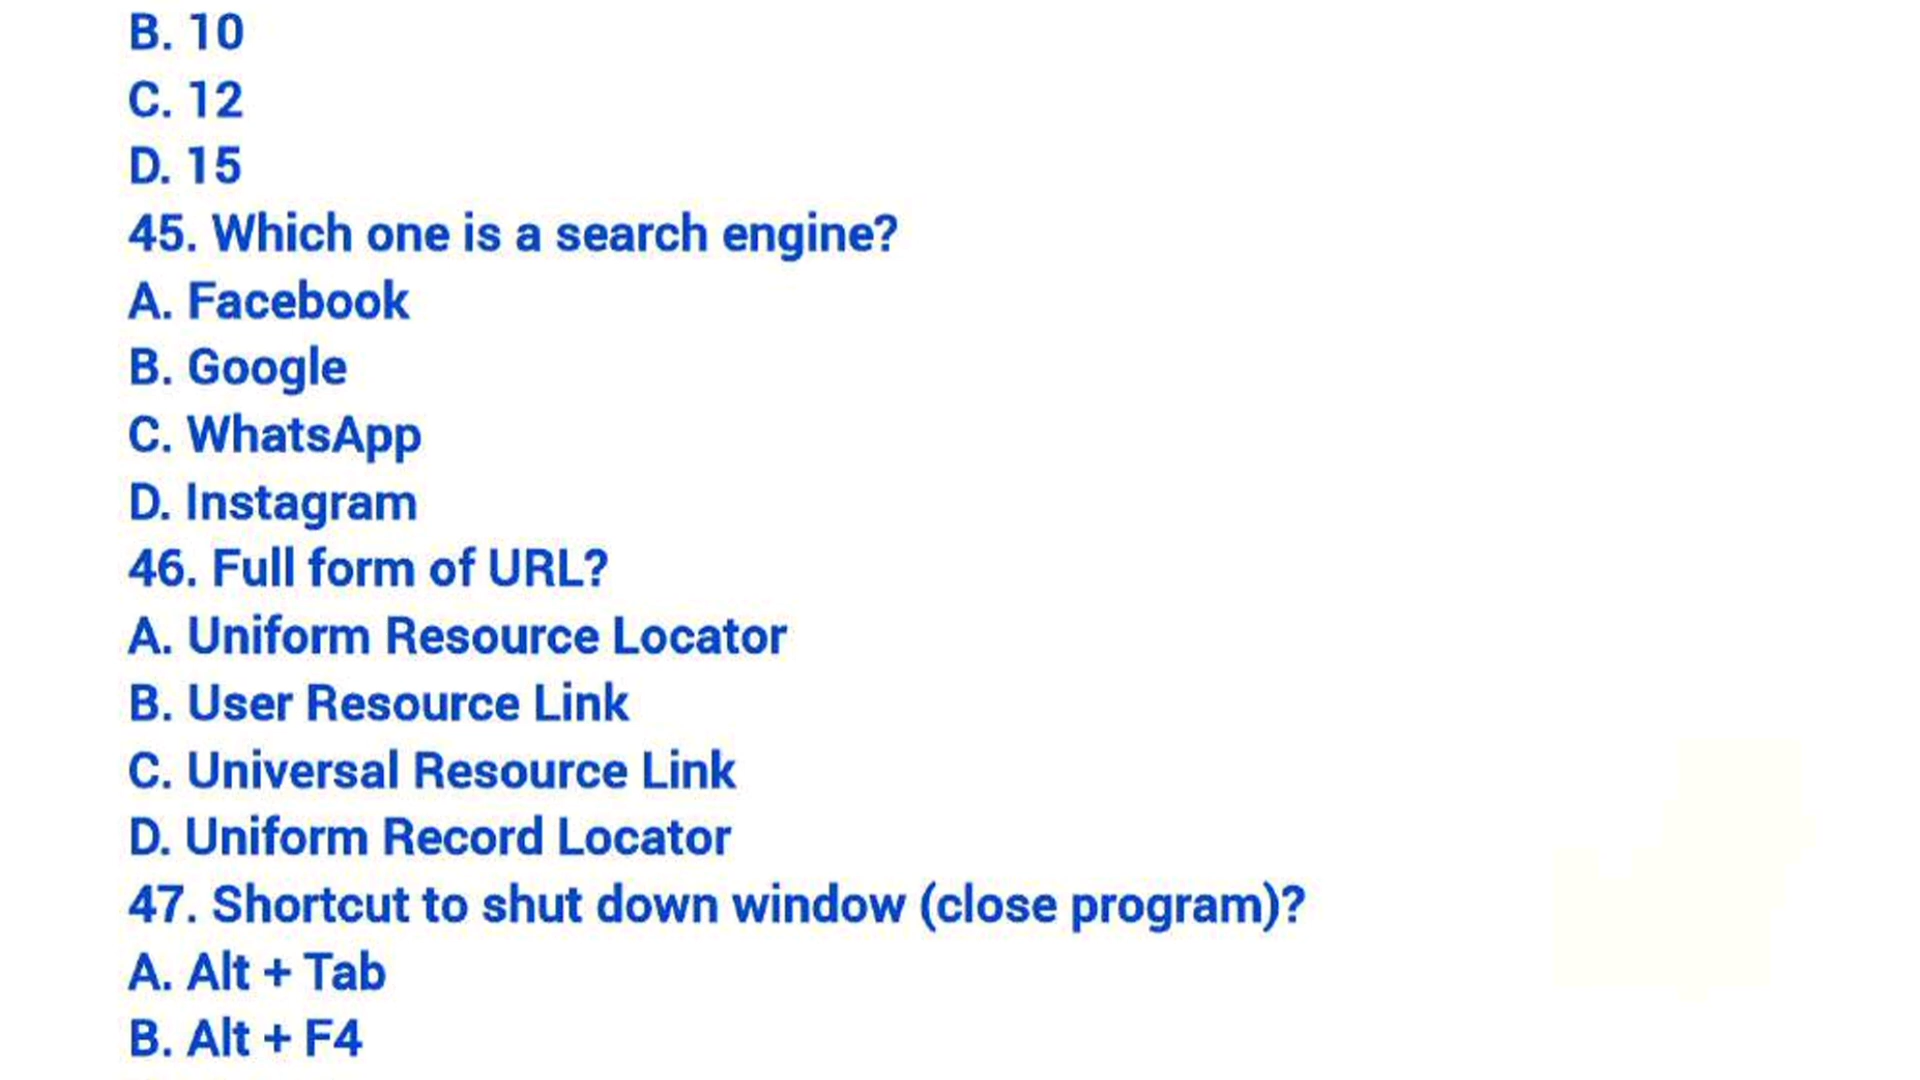 B. 10
C. 12
D. 15
45. Which one is a search engine?
A. Facebook
B. Google
C. WhatsApp
D. Instagram
46. Full form of URL?
A. Uniform Resource Locator
B. User Resource Link
C. Universal Resource Link
D. Uniform Record Locator
47. Shortcut to shut down window (close program)?
A. Alt + Tab
B. Alt + F4